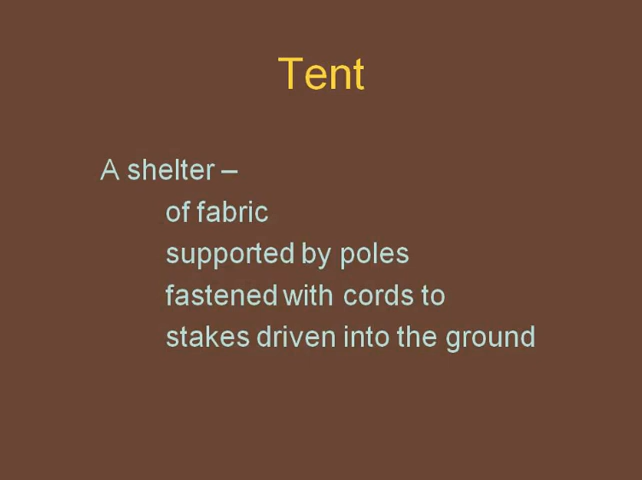 Tent
A shelter –
of fabric
supported by poles
fastened with cords to
stakes driven into the ground